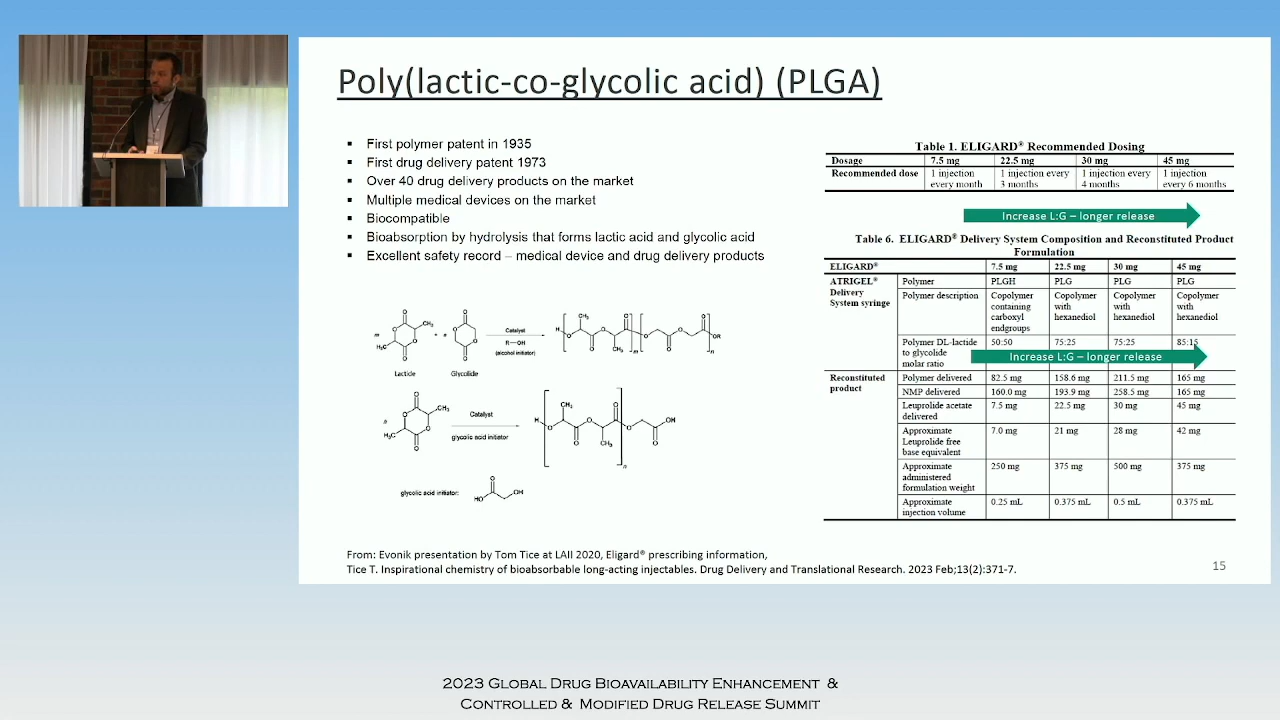 Poly(lactic-co-glycolic acid) (PLGA)
▪ First polymer patent in 1935
▪ First drug delivery patent 1973
▪ Over 40 drug delivery products on the market
▪ Multiple medical devices on the market
▪ Biocompatible
▪ Bioabsorption by hydrolysis that forms lactic acid and glycolic acid
▪ Excellent safety record – medical device and drug delivery products
Table 1. ELIGARD® Recommended Dosing
Dosage 7.5 mg 22.5 mg 30 mg 45 mg
Recommended dose 1 injection 1 injection every 1 injection every 1 injection
every month 3 months 4 months every 6 months
Increase L:G – longer release
Table 6. ELIGARD® Delivery System Composition and Reconstituted Product
Formulation
ELIGARD® 7.5 mg 22.5 mg 30 mg 45 mg
ATRIGEL® Polymer PLGH PLG PLG PLG
Delivery Polymer description Copolymer Copolymer Copolymer Copolymer
System syringe containing with with with
carboxyl hexanediol hexanediol hexanediol
endgroups
Polymer DL-lactide 50:50 75:25 75:25 85:15
to glycolide
Increase L:G – longer release
molar ratio
Reconstituted Polymer delivered 82.5 mg 158.6 mg 211.5 mg 165 mg
product NMP delivered 160.0 mg 193.9 mg 258.5 mg 165 mg
Leuprolide acetate 7.5 mg 22.5 mg 30 mg 45 mg
delivered
Approximate 7.0 mg 21 mg 28 mg 42 mg
Leuprolide free
base equivalent
Approximate 250 mg 375 mg 500 mg 375 mg
administered
formulation weight
Approximate 0.25 mL 0.375 mL 0.5 mL 0.375 mL
injection volume
O O CH₃ H₃C O O m + n
Catalyst
R—OH
(alcohol initiator)
H O CH₃ O O CH₃ O m O O O OR n
Lactide Glycolide
n O CH₃ O H₃C O O
Catalyst
glycolic acid initiator
H O CH₃ O O CH₃ O n O OH O
glycolic acid initiator: HO O OH
From: Evonik presentation by Tom Tice at LAII 2020, Eligard® prescribing information,
Tice T. Inspirational chemistry of bioabsorbable long-acting injectables. Drug Delivery and Translational Research. 2023 Feb;13(2):371-7.
15
2023 Global Drug Bioavailability Enhancement &
Controlled & Modified Drug Release Summit